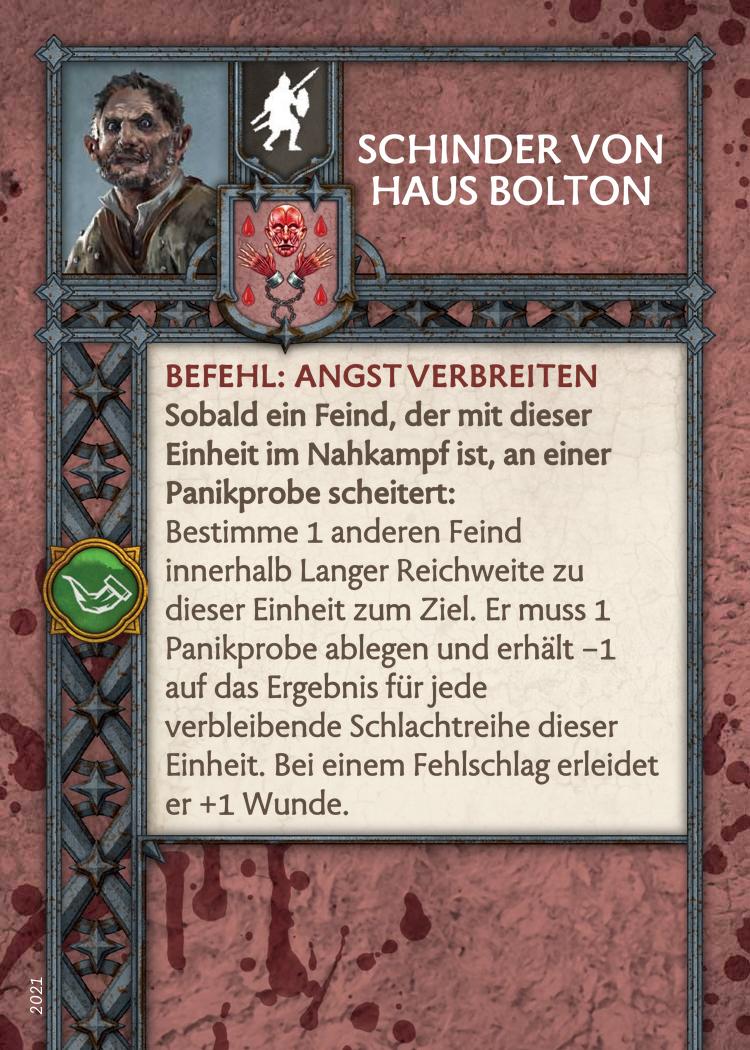 SCHINDER VON
HAUS BOLTON
BEFEHL: ANGST VERBREITEN
Sobald ein Feind, der mit dieser
Einheit im Nahkampf ist, an einer
Panikprobe scheitert:
Bestimme 1 anderen Feind
innerhalb Langer Reichweite zu
dieser Einheit zum Ziel. Er muss 1
Panikprobe ablegen und erhält −1
auf das Ergebnis für jede
verbleibende Schlachtreihe dieser
Einheit. Bei einem Fehlschlag erleidet
er +1 Wunde.
2021